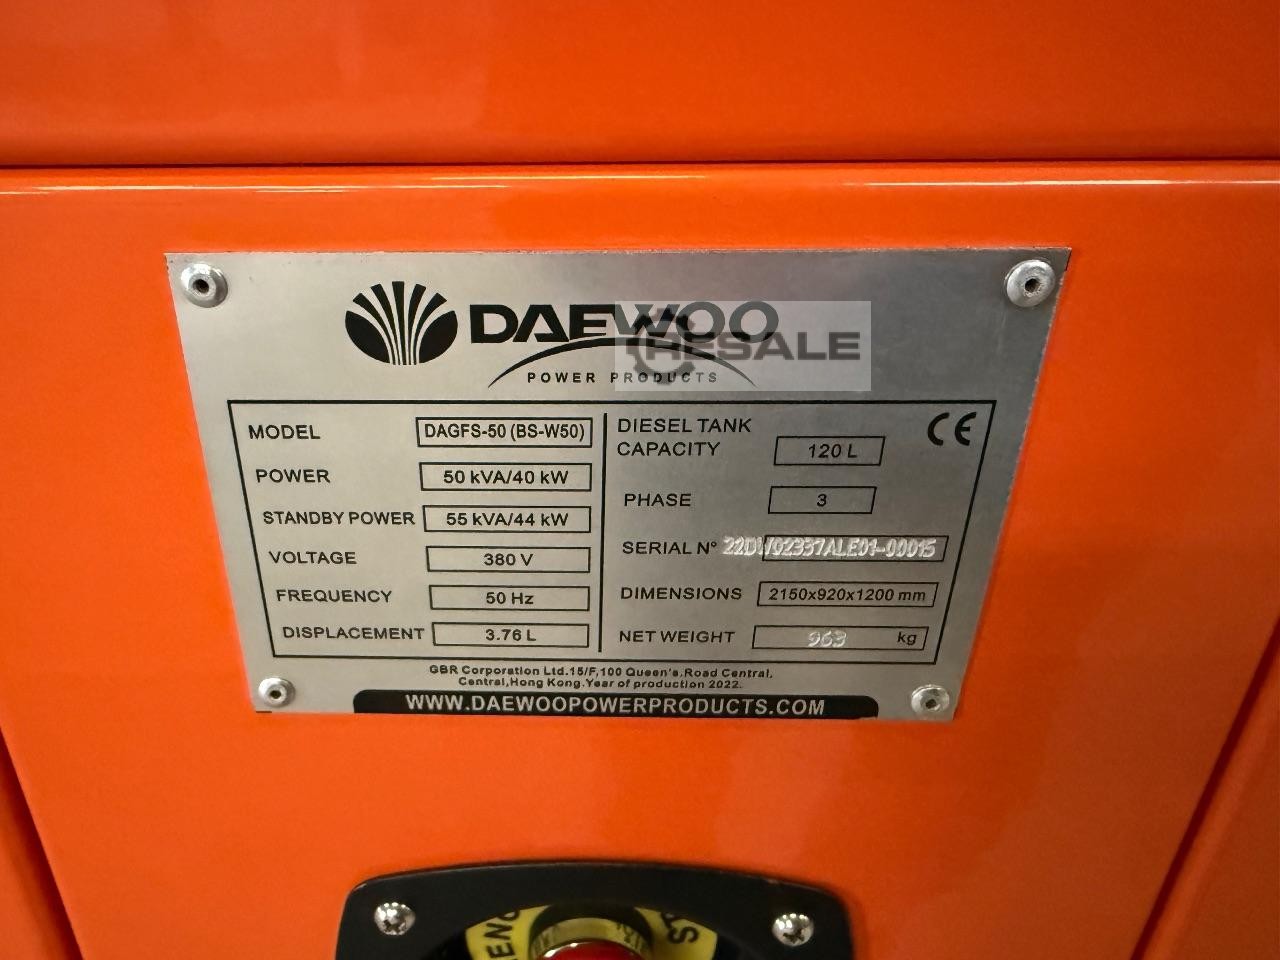 DAEWOO
RESALE
POWER PRODUCTS
MODEL DAGFS-50 (BS-W50)
POWER 50 kVA/40 kW
STANDBY POWER 55 kVA/44 kW
VOLTAGE 380 V
FREQUENCY 50 Hz
DISPLACEMENT 3.76 L
DIESEL TANK
CAPACITY 120 L
CE
PHASE 3
SERIAL N° 22DW02337ALE01-00015
DIMENSIONS 2150x920x1200 mm
NET WEIGHT 963 kg
GBR Corporation Ltd.15/F,100 Queen's,Road Central,
Central,Hong Kong.Year of production 2022.
WWW.DAEWOOPOWERPRODUCTS.COM